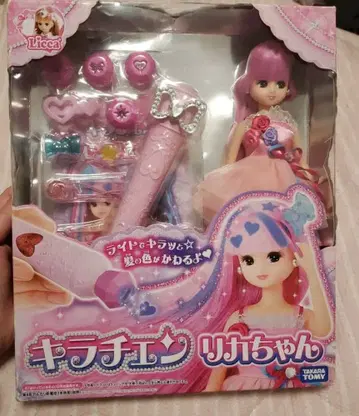 Licca
ライトでキラッと☆
髪の色がかわるよ♥
キラチェン リカちゃん
TAKARA
TOMY